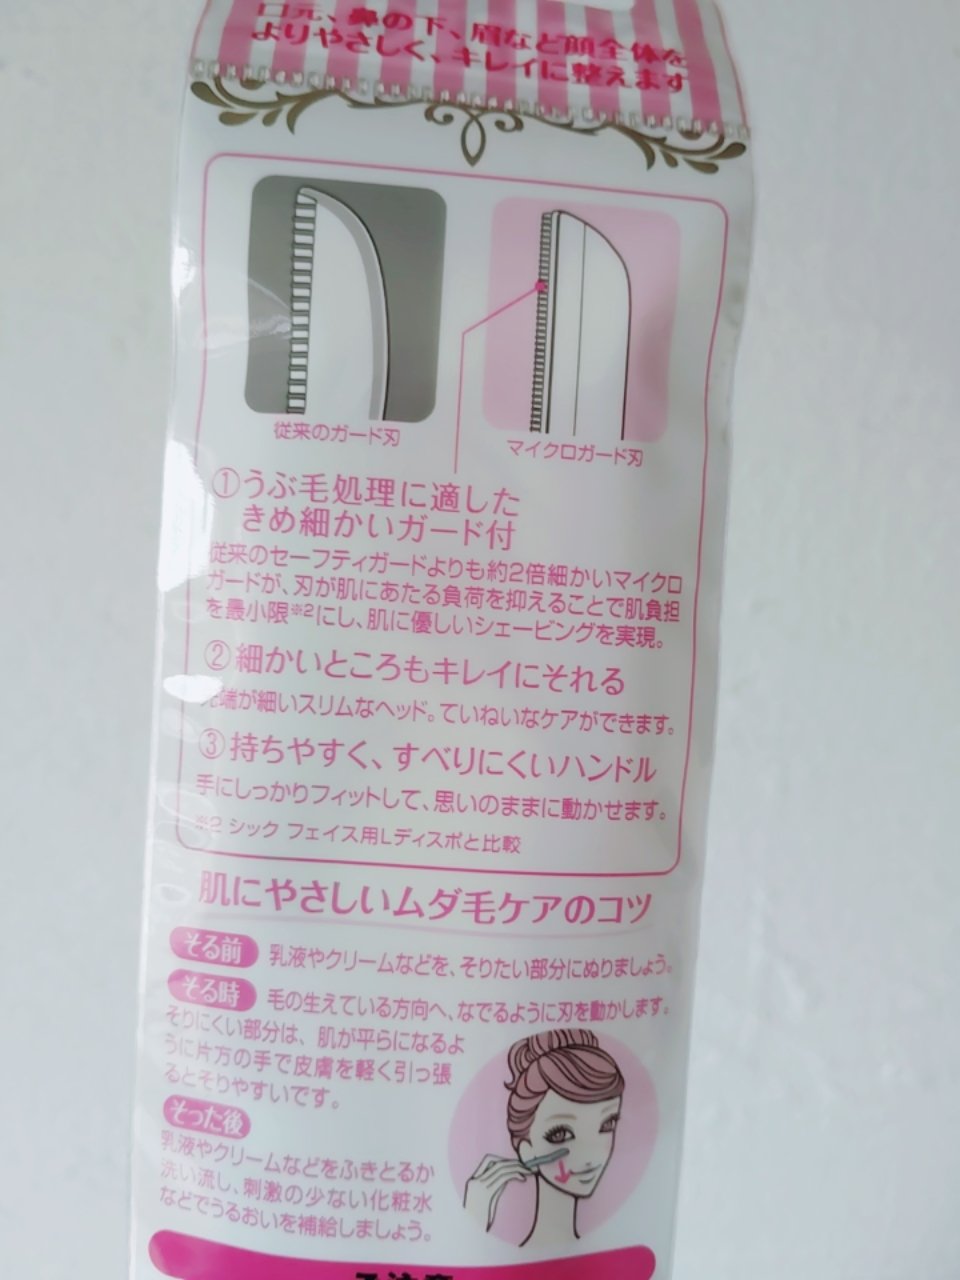 口元、鼻の下、眉など顔全体を
よりやさしく、キレイに整えます
従来のガード刃
マイクロガード刃
①うぶ毛処理に適した
きめ細かいガード付
従来のセーフティガードよりも約2倍細かいマイクロ
ガードが、刃が肌にあたる負荷を抑えることで肌負担
を最小限※2にし、肌に優しいシェービングを実現。
②細かいところもキレイにそれる
先端が細いスリムなヘッド。ていねいなケアができます。
③持ちやすく、すべりにくいハンドル
手にしっかりフィットして、思いのままに動かせます。
※2 シック フェイス用Lディスポと比較
肌にやさしいムダ毛ケアのコツ
そる前 乳液やクリームなどを、そりたい部分にぬりましょう。
そる時 毛の生えている方向へ、なでるように刃を動かします。
そりにくい部分は、肌が平らになるよ
うに片方の手で皮膚を軽く引っ張
るとそりやすいです。
そった後
乳液やクリームなどをふきとるか
洗い流し、刺激の少ない化粧水
などでうるおいを補給しましょう。